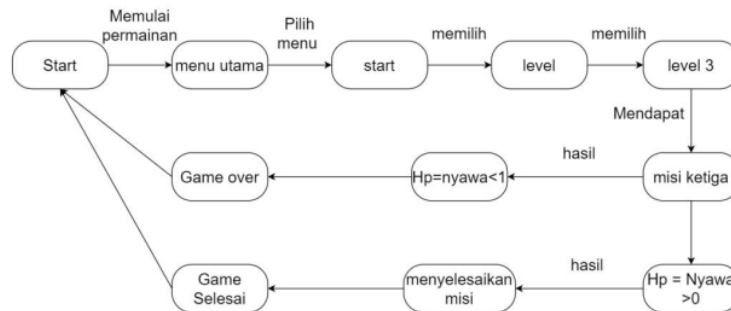 Memulai
permainan
Pilih
menu
memilih
memilih
Start
menu utama
start
level
level 3
Mendapat
hasil
Game over
Hp=nyawa<1
misi ketiga
hasil
Game
Selesai
menyelesaikan
misi
Hp = Nyawa
>0